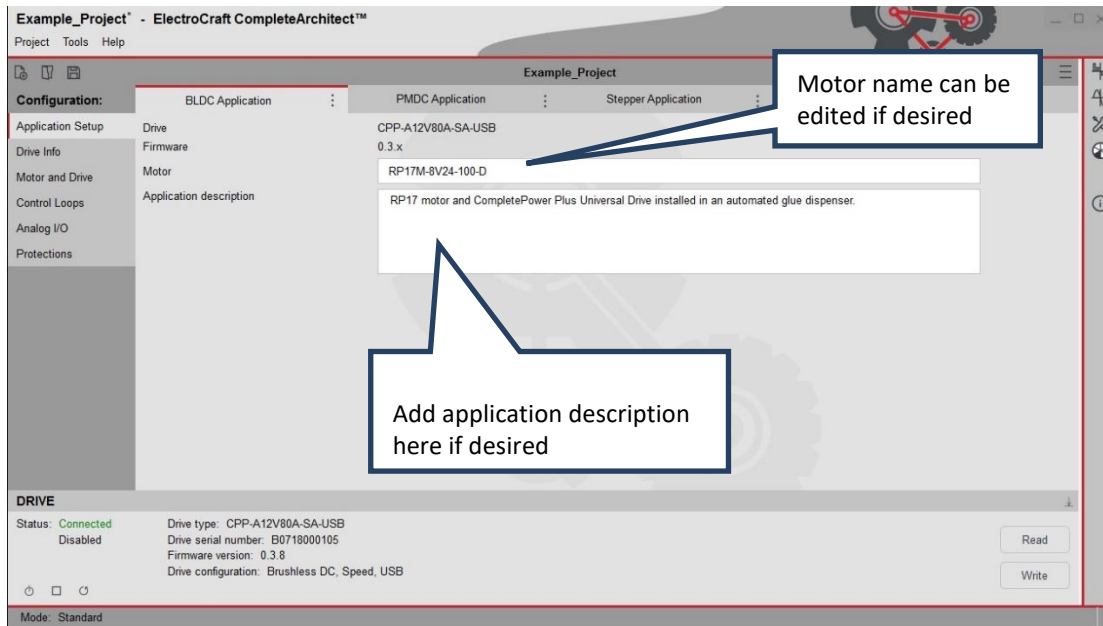 Example_Project* - ElectroCraft CompleteArchitect™
Project Tools Help
Example_Project
Configuration:
BLDC Application
PMDC Application
Stepper Application
Application Setup
Drive Info
Motor and Drive
Control Loops
Analog I/O
Protections
Drive CPP-A12V80A-SA-USB
Firmware 0.3.x
Motor RP17M-8V24-100-D
Application description RP17 motor and CompletePower Plus Universal Drive installed in an automated glue dispenser.
Motor name can be
edited if desired
Add application description
here if desired
DRIVE
Status: Connected
Disabled
Drive type: CPP-A12V80A-SA-USB
Drive serial number: B0718000105
Firmware version: 0.3.8
Drive configuration: Brushless DC, Speed, USB
Read
Write
Mode: Standard